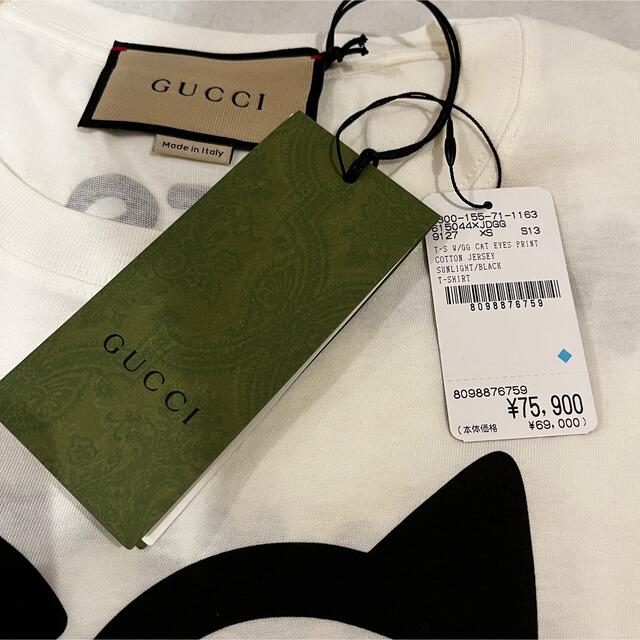 GUCCI
Made in Italy
GUCCI
300-155-71-1163
615044XJDGG
9127 XS S13
T-S W/GG CAT EYES PRINT
COTTON JERSEY
SUNLIGHT/BLACK
T-SHIRT
8098876759
8098876759
¥75,900
(本体価格 ¥69,000)